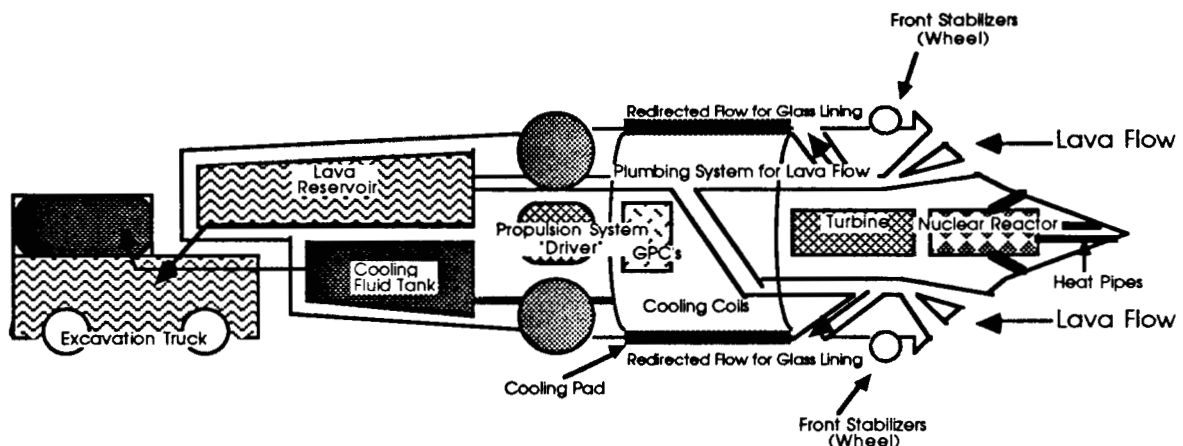 Front Stabilizers
(Wheel)
Redirected Flow for Glass Lining
Lava Flow
Lava
Reservoir
Plumbing System for Lava Flow
Propulsion System
"Driver"
GPC's
Turbine
Nuclear Reactor
Cooling
Fluid Tank
Heat Pipes
Cooling Coils
Lava Flow
Excavation Truck
Redirected Flow for Glass Lining
Cooling Pad
Front Stabilizers
(Wheel)